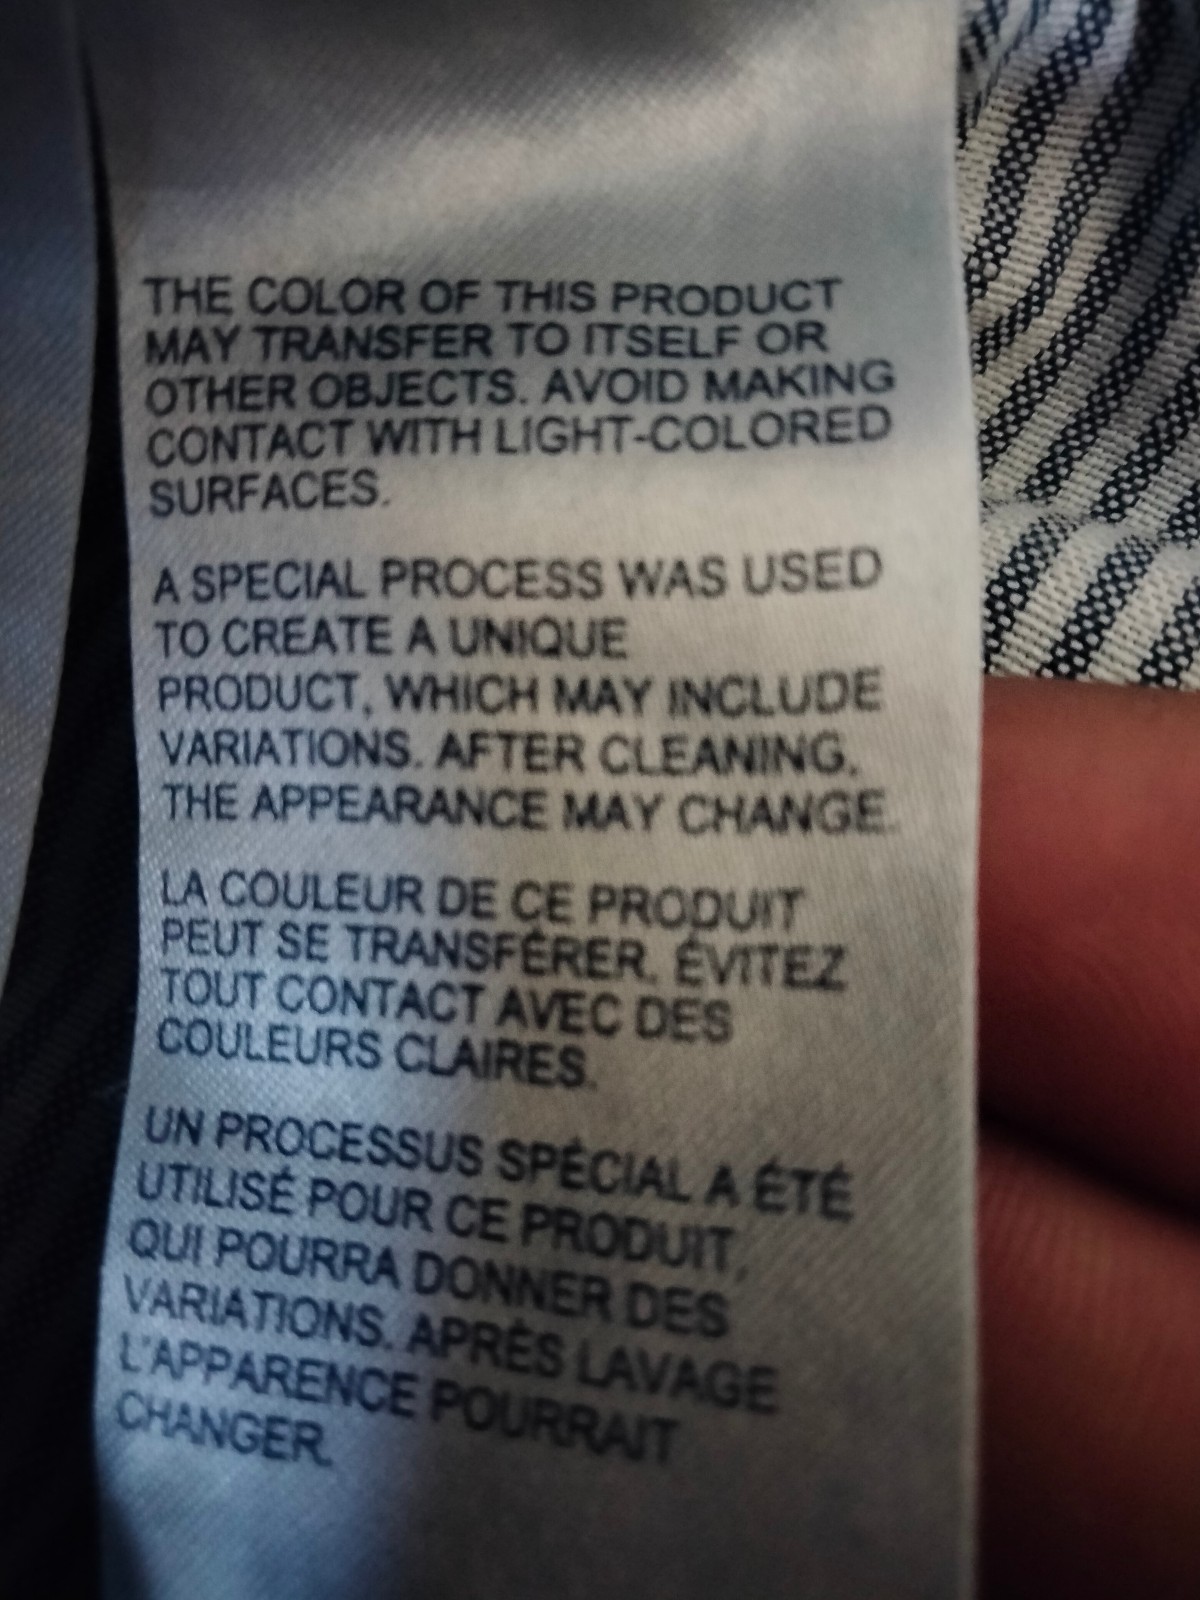 THE COLOR OF THIS PRODUCT
MAY TRANSFER TO ITSELF OR
OTHER OBJECTS. AVOID MAKING
CONTACT WITH LIGHT-COLORED
SURFACES.
A SPECIAL PROCESS WAS USED
TO CREATE A UNIQUE
PRODUCT, WHICH MAY INCLUDE
VARIATIONS. AFTER CLEANING,
THE APPEARANCE MAY CHANGE.
LA COULEUR DE CE PRODUIT
PEUT SE TRANSFÉRER. ÉVITEZ
TOUT CONTACT AVEC DES
COULEURS CLAIRES.
UN PROCESSUS SPÉCIAL A ÉTÉ
UTILISÉ POUR CE PRODUIT,
QUI POURRA DONNER DES
VARIATIONS. APRÈS LAVAGE
L'APPARENCE POURRAIT
CHANGER.